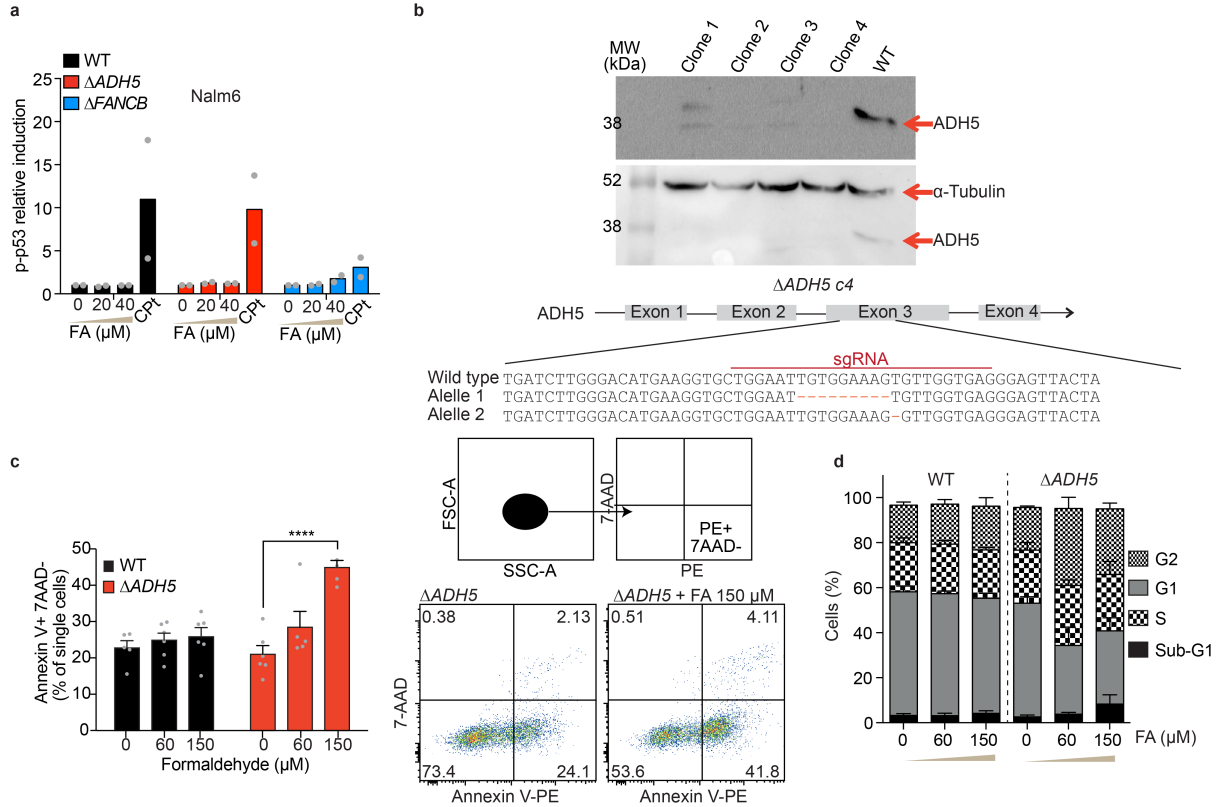 a
WT
ΔADH5
ΔFANCB
Nalm6
p-p53 relative induction
25
20
15
10
5
0
0 20 40 CPt 0 20 40 CPt 0 20 40 CPt
FA (µM) FA (µM) FA (µM)
b
MW
(kDa)
Clone 1
Clone 2
Clone 3
Clone 4
WT
38
ADH5
52
α-Tubulin
38
ADH5
ΔADH5 c4
ADH5 Exon 1 Exon 2 Exon 3 Exon 4
sgRNA
Wild type TGATCTTGGGACATGAAGGTGCTGGAATTGTGGAAAGTGTTGGTGAGGGAGTTACTA
Alelle 1 TGATCTTGGGACATGAAGGTGCTGGAAT---------TGTTGGTGAGGGAGTTACTA
Alelle 2 TGATCTTGGGACATGAAGGTGCTGGAATTGTGGAAAG-GTTGGTGAGGGAGTTACTA
c
WT
ΔADH5
****
Annexin V+ 7AAD-
(% of single cells)
50
40
30
20
10
0
0 60 150 0 60 150
Formaldehyde (µM)
FSC-A
SSC-A
7-AAD
PE+
7AAD-
PE
ΔADH5
ΔADH5 + FA 150 µM
0.38 2.13
0.51 4.11
7-AAD
73.4 24.1
53.6 41.8
Annexin V-PE
Annexin V-PE
d
WT ΔADH5
Cells (%)
100
80
60
40
20
0
G2
G1
S
Sub-G1
0 60 150 0 60 150 FA (µM)